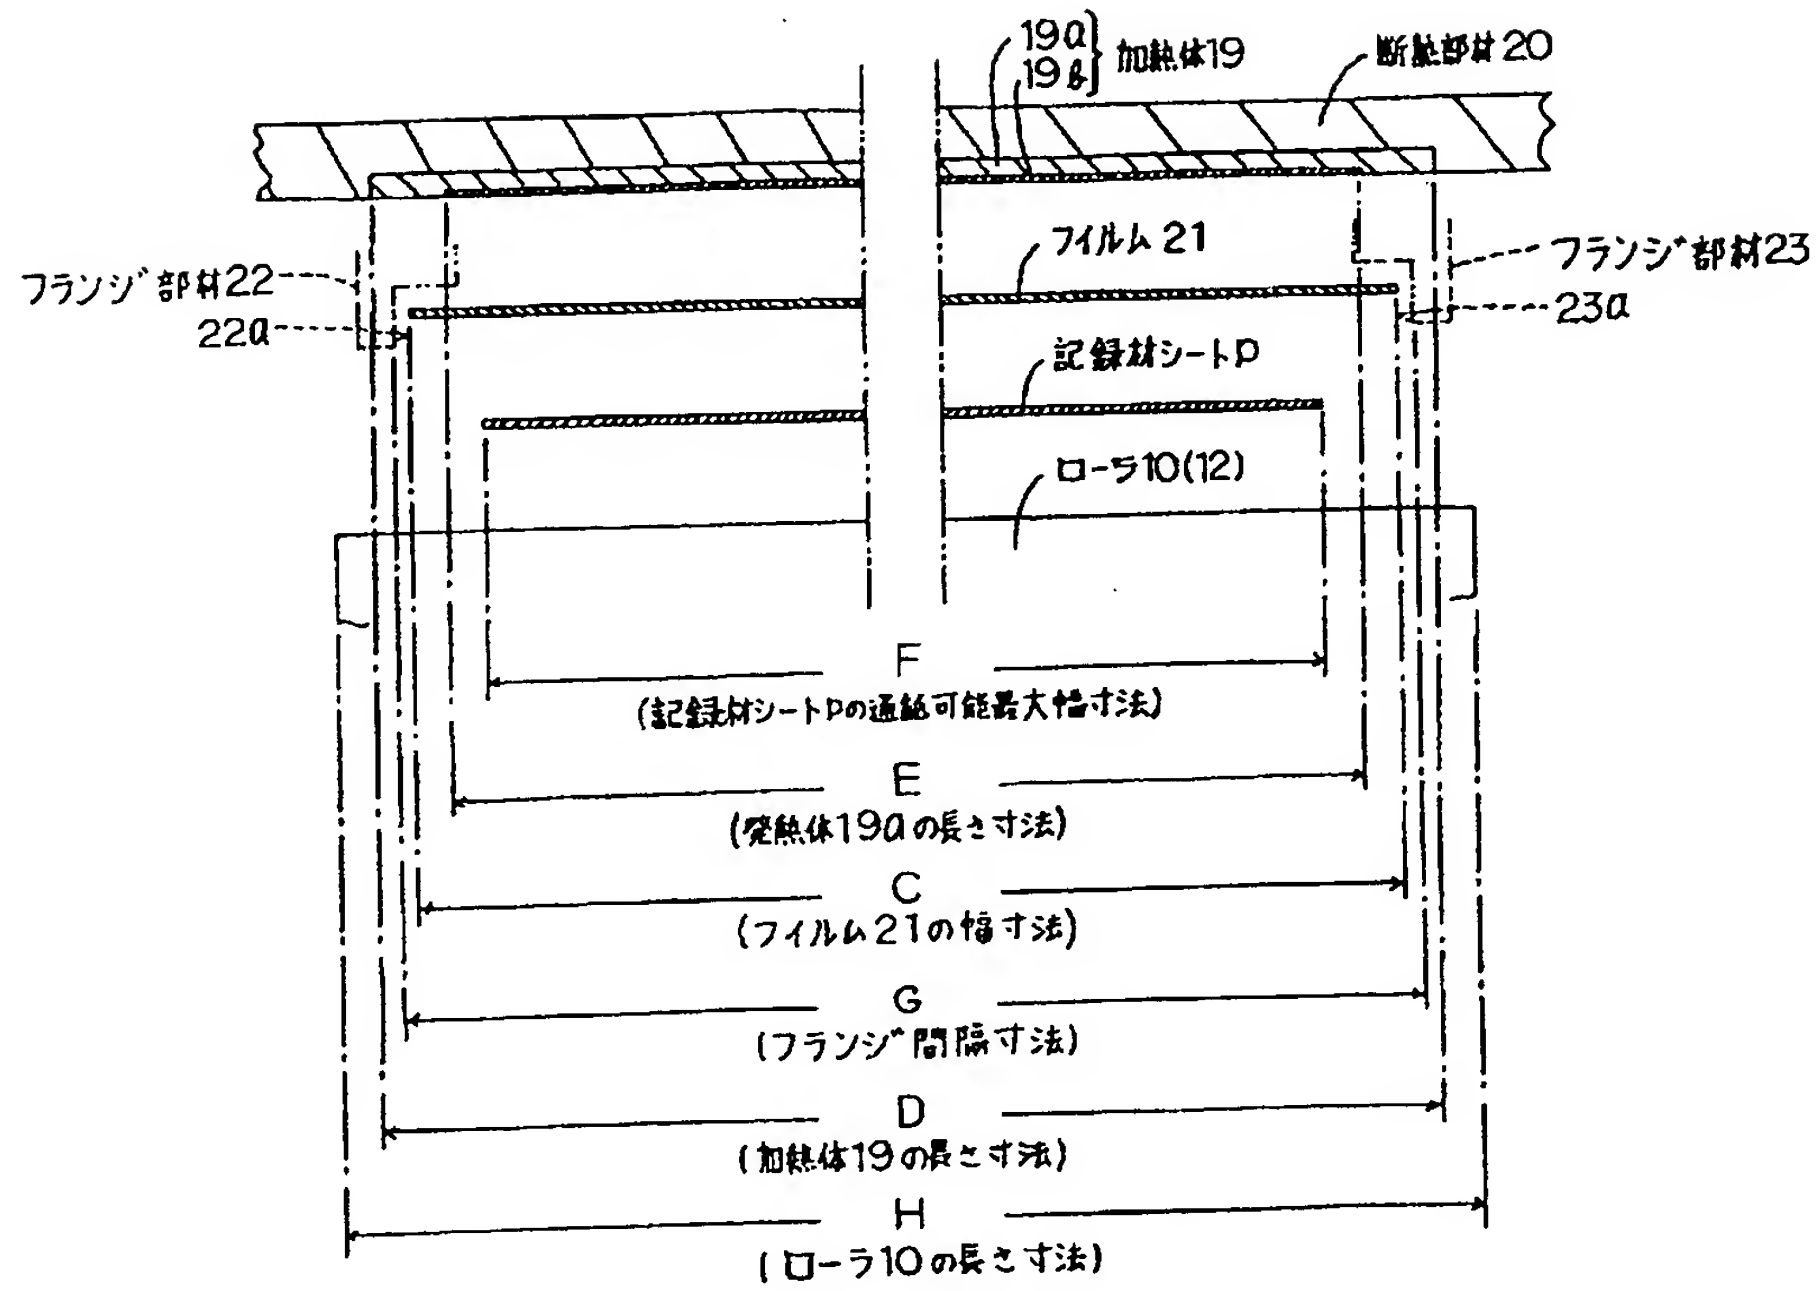 19a
19b
加熱体19
断熱部材20
フィルム21
フランジ部材22
フランジ部材23
22a
23a
記録材シートP
ローラ10(12)
F
(記録材シートPの通紙可能最大幅寸法)
E
(発熱体19aの長さ寸法)
C
(フィルム21の幅寸法)
G
(フランジ間隔寸法)
D
(加熱体19の長さ寸法)
H
(ローラ10の長さ寸法)